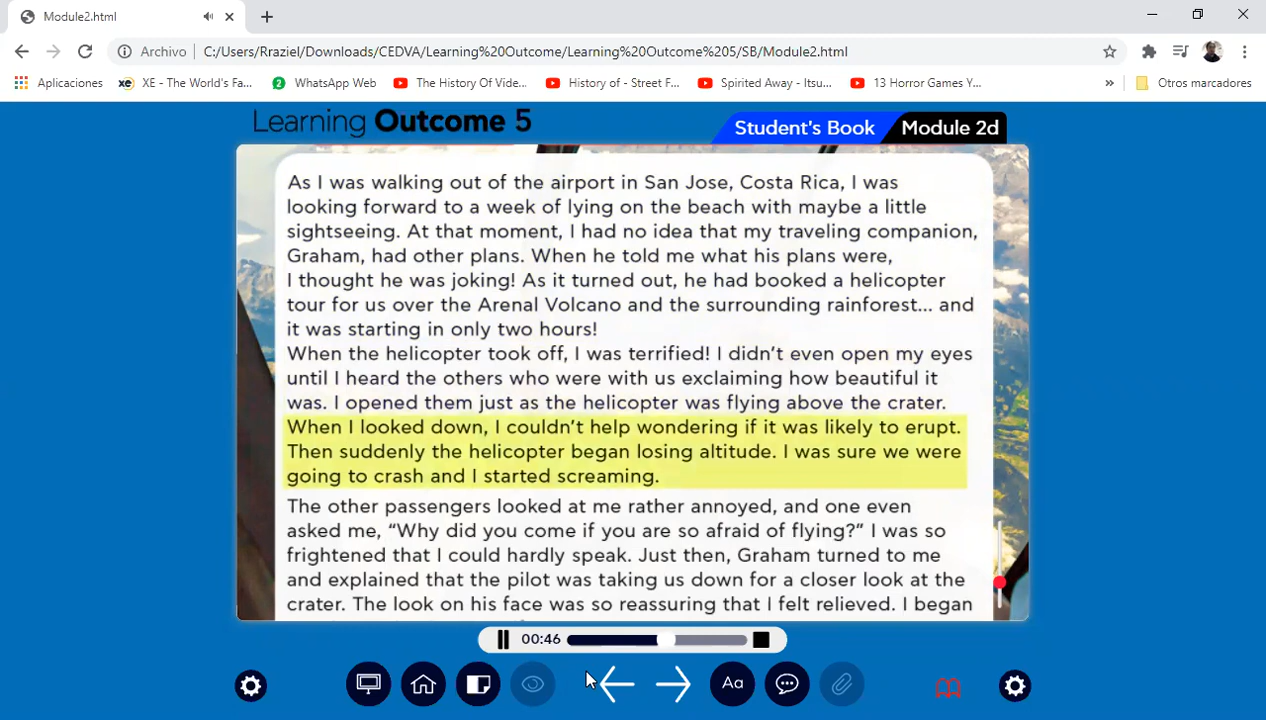 Module2.html
Archivo C:/Users/Rraziel/Downloads/CEDVA/Learning%20Outcome/Learning%20Outcome%205/SB/Module2.html
Aplicaciones XE - The World's Fa... WhatsApp Web The History Of Vide... History of - Street F... Spirited Away - Itsu... 13 Horror Games Y... » Otros marcadores
Learning Outcome 5
Student's Book Module 2d
As I was walking out of the airport in San Jose, Costa Rica, I was
looking forward to a week of lying on the beach with maybe a little
sightseeing. At that moment, I had no idea that my traveling companion,
Graham, had other plans. When he told me what his plans were,
I thought he was joking! As it turned out, he had booked a helicopter
tour for us over the Arenal Volcano and the surrounding rainforest... and
it was starting in only two hours!
When the helicopter took off, I was terrified! I didn't even open my eyes
until I heard the others who were with us exclaiming how beautiful it
was. I opened them just as the helicopter was flying above the crater.
When I looked down, I couldn't help wondering if it was likely to erupt.
Then suddenly the helicopter began losing altitude. I was sure we were
going to crash and I started screaming.
The other passengers looked at me rather annoyed, and one even
asked me, "Why did you come if you are so afraid of flying?" I was so
frightened that I could hardly speak. Just then, Graham turned to me
and explained that the pilot was taking us down for a closer look at the
crater. The look on his face was so reassuring that I felt relieved. I began
00:46
Aa